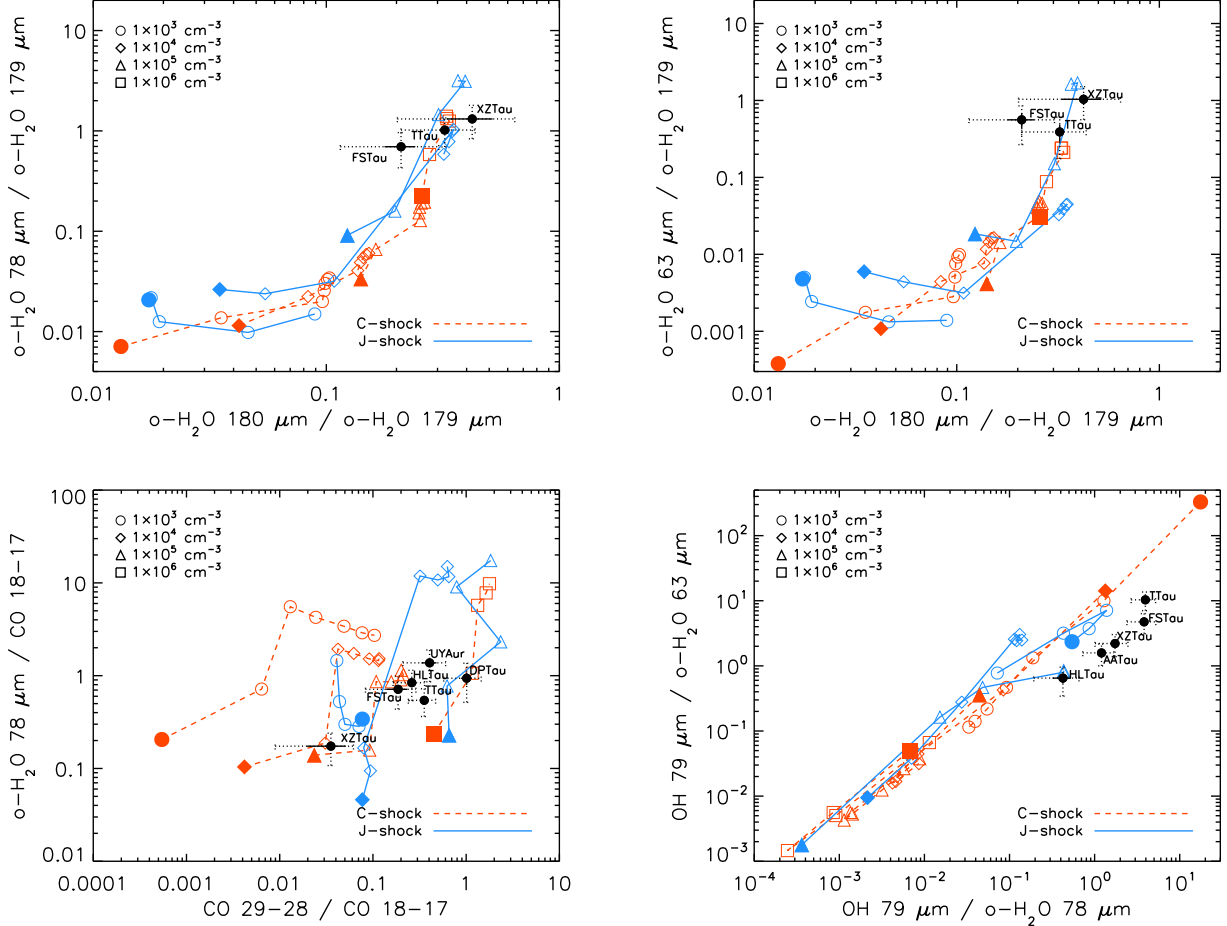 o-H₂O 78 μm / o-H₂O 179 μm
10
1
0.1
0.01
○ 1×10³ cm⁻³
◇ 1×10⁴ cm⁻³
△ 1×10⁵ cm⁻³
□ 1×10⁶ cm⁻³
XZTau
TTau
FSTau
C-shock
J-shock
0.01 0.1 1
o-H₂O 180 μm / o-H₂O 179 μm
o-H₂O 63 μm / o-H₂O 179 μm
10
1
0.1
0.01
0.001
○ 1×10³ cm⁻³
◇ 1×10⁴ cm⁻³
△ 1×10⁵ cm⁻³
□ 1×10⁶ cm⁻³
XZTau
FSTau
TTau
C-shock
J-shock
0.01 0.1 1
o-H₂O 180 μm / o-H₂O 179 μm
o-H₂O 78 μm / CO 18-17
100
10
1
0.1
0.01
○ 1×10³ cm⁻³
◇ 1×10⁴ cm⁻³
△ 1×10⁵ cm⁻³
□ 1×10⁶ cm⁻³
UYAur
HLTau
DPTau
FSTau
TTau
XZTau
C-shock
J-shock
0.0001 0.001 0.01 0.1 1 10
CO 29-28 / CO 18-17
OH 79 μm / o-H₂O 63 μm
10²
10¹
10⁰
10⁻¹
10⁻²
10⁻³
○ 1×10³ cm⁻³
◇ 1×10⁴ cm⁻³
△ 1×10⁵ cm⁻³
□ 1×10⁶ cm⁻³
TTau
FSTau
XZTau
AATau
HLTau
C-shock
J-shock
10⁻⁴ 10⁻³ 10⁻² 10⁻¹ 10⁰ 10¹
OH 79 μm / o-H₂O 78 μm